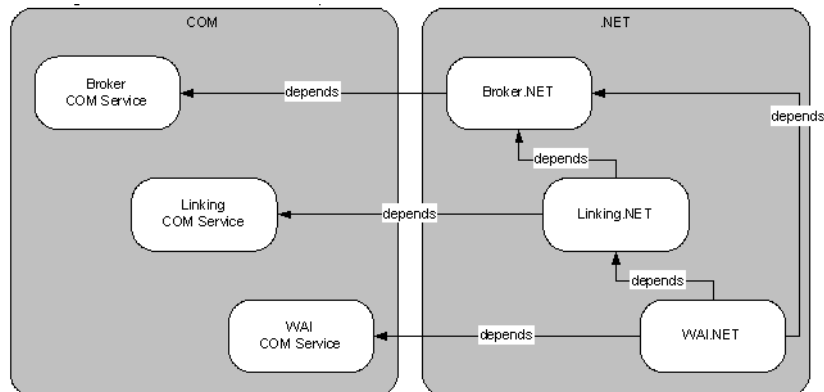 COM
.NET
Broker
COM Service
depends
Broker.NET
depends
depends
Linking
COM Service
depends
Linking.NET
depends
WAI
COM Service
depends
WAI.NET